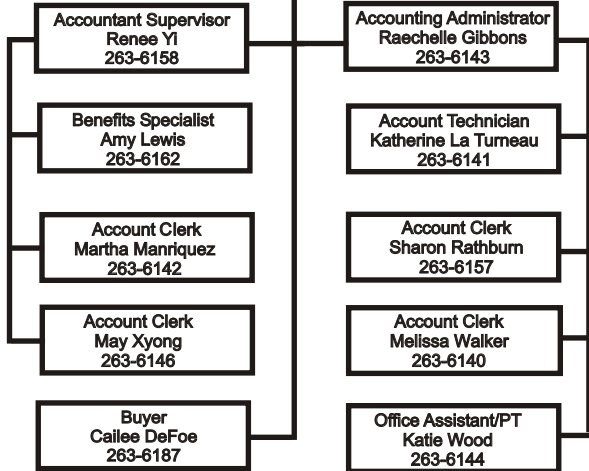 Accountant Supervisor
Renee Yi
263-6158
Benefits Specialist
Amy Lewis
263-6162
Account Clerk
Martha Manriquez
263-6142
Account Clerk
May Xyong
263-6146
Buyer
Cailee DeFoe
263-6187
Accounting Administrator
Raechelle Gibbons
263-6143
Account Technician
Katherine La Turneau
263-6141
Account Clerk
Sharon Rathburn
263-6157
Account Clerk
Melissa Walker
263-6140
Office Assistant/PT
Katie Wood
263-6144